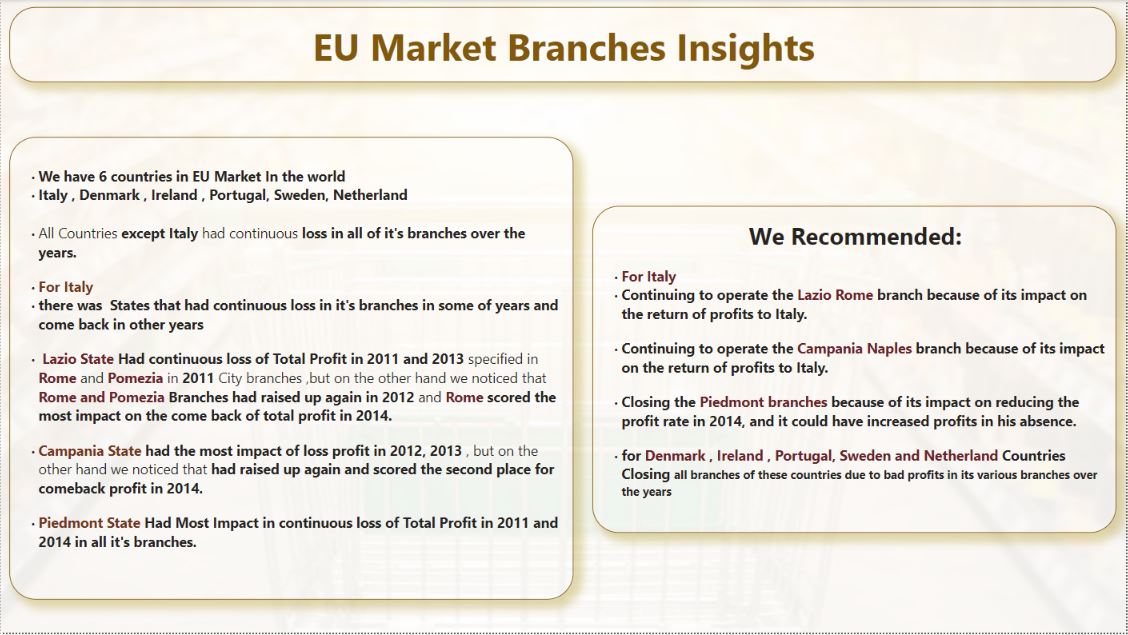 EU Market Branches Insights
· We have 6 countries in EU Market In the world
· Italy , Denmark , Ireland , Portugal, Sweden, Netherland
· All Countries except Italy had continuous loss in all of it's branches over the
years.
· For Italy
· there was  States that had continuous loss in it's branches in some of years and
come back in other years
· Lazio State Had continuous loss of Total Profit in 2011 and 2013 specified in
Rome and Pomezia in 2011 City branches ,but on the other hand we noticed that
Rome and Pomezia Branches had raised up again in 2012 and Rome scored the
most impact on the come back of total profit in 2014.
· Campania State had the most impact of loss profit in 2012, 2013 , but on the
other hand we noticed that had raised up again and scored the second place for
comeback profit in 2014.
· Piedmont State Had Most Impact in continuous loss of Total Profit in 2011 and
2014 in all it's branches.
We Recommended:
· For Italy
· Continuing to operate the Lazio Rome branch because of its impact on
the return of profits to Italy.
· Continuing to operate the Campania Naples branch because of its impact
on the return of profits to Italy.
· Closing the Piedmont branches because of its impact on reducing the
profit rate in 2014, and it could have increased profits in his absence.
· for Denmark , Ireland , Portugal, Sweden and Netherland Countries
Closing all branches of these countries due to bad profits in its various branches over
the years